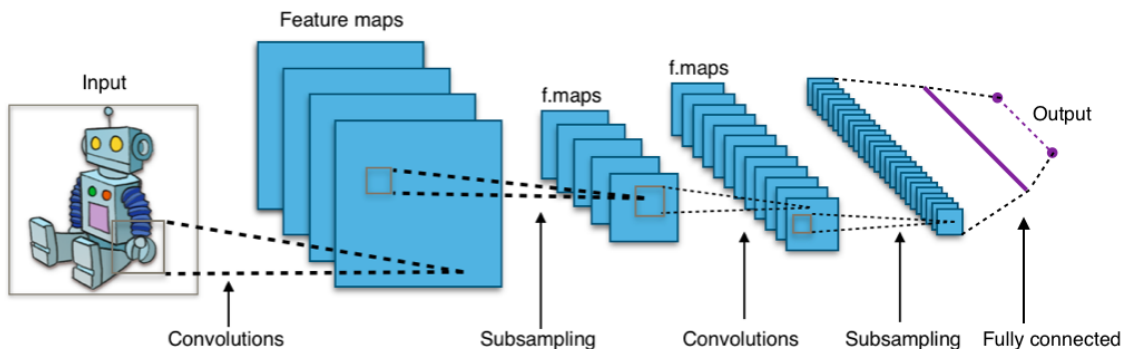 Feature maps
Input
f.maps
f.maps
Output
Convolutions
Subsampling
Convolutions
Subsampling
Fully connected